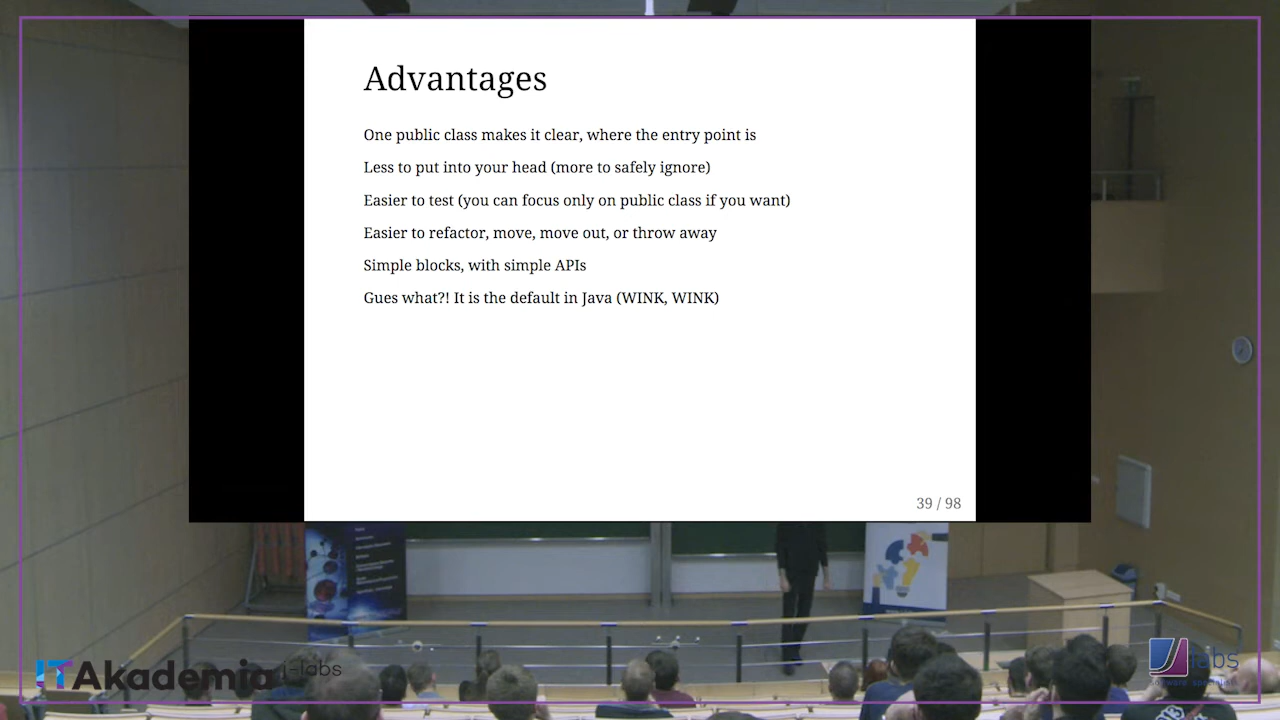 Advantages
One public class makes it clear, where the entry point is
Less to put into your head (more to safely ignore)
Easier to test (you can focus only on public class if you want)
Easier to refactor, move, move out, or throw away
Simple blocks, with simple APIs
Gues what?! It is the default in Java (WINK, WINK)
39 / 98
ITAkademia j-labs
labs